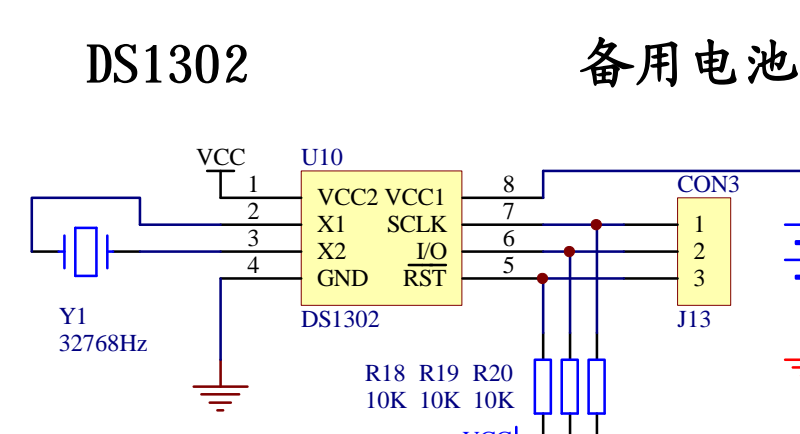 DS1302 备用电池
VCC U10
1 8 CON3
VCC2 VCC1
2 7
X1 SCLK 1
3 6
X2 I/O 2
4 5
GND RST 3
Y1 DS1302 J13
32768Hz
R18 R19 R20
10K 10K 10K
VCC